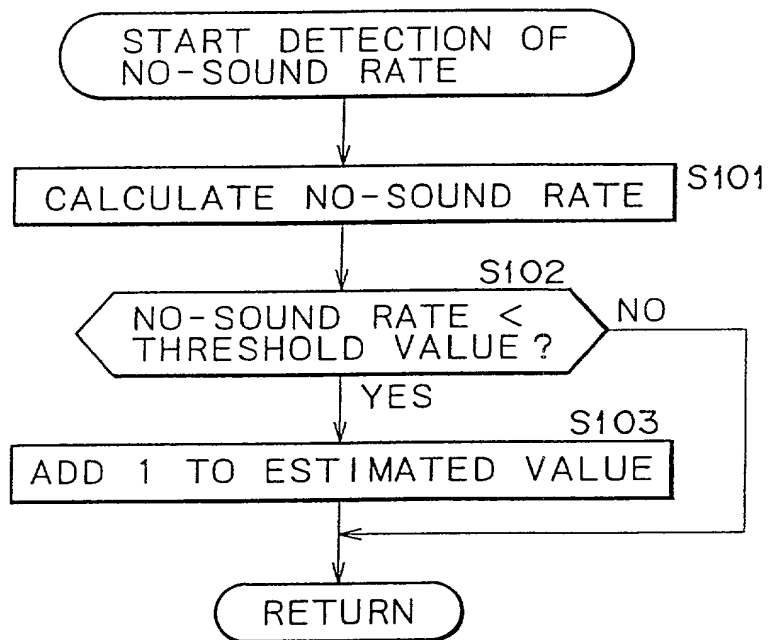 START DETECTION OF
NO-SOUND RATE
CALCULATE NO-SOUND RATE
S101
S102
NO-SOUND RATE <
THRESHOLD VALUE?
NO
YES
S103
ADD 1 TO ESTIMATED VALUE
RETURN